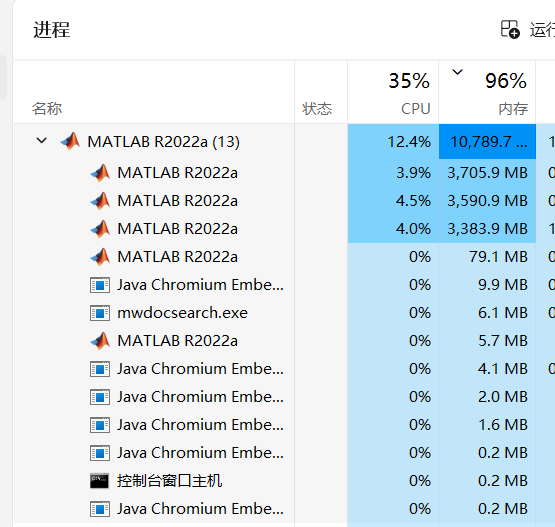 进程
运行
35% 96%
名称 状态 CPU 内存
MATLAB R2022a (13) 12.4% 10,789.7 ... 1
MATLAB R2022a 3.9% 3,705.9 MB 0
MATLAB R2022a 4.5% 3,590.9 MB 0
MATLAB R2022a 4.0% 3,383.9 MB 1
MATLAB R2022a 0% 79.1 MB 0
Java Chromium Embe... 0% 9.9 MB 0
mwdocsearch.exe 0% 6.1 MB 0
MATLAB R2022a 0% 5.7 MB
Java Chromium Embe... 0% 4.1 MB 0
Java Chromium Embe... 0% 2.0 MB
Java Chromium Embe... 0% 1.6 MB
Java Chromium Embe... 0% 0.2 MB
控制台窗口主机 0% 0.2 MB
Java Chromium Embe... 0% 0.2 MB